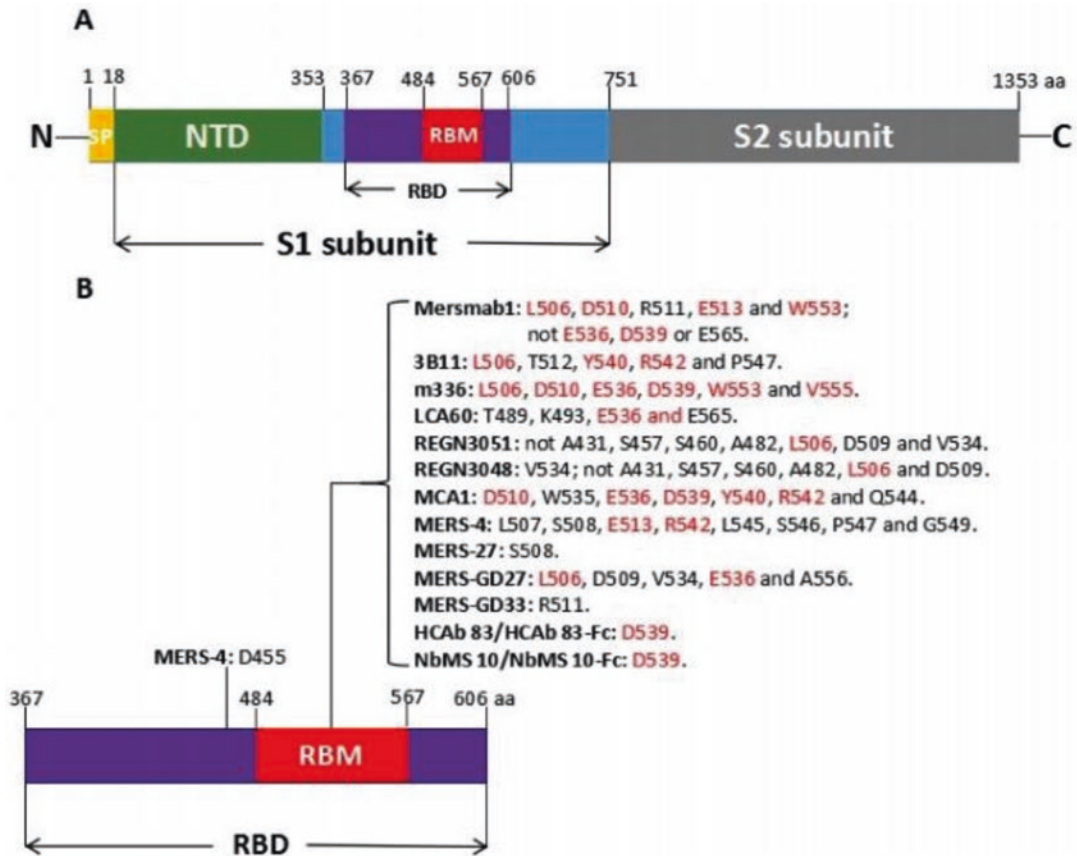 A
1 18 353 367 484 567 606 751 1353 aa
N SP NTD RBM S2 subunit C
RBD
S1 subunit
B
Mersmab1: L506, D510, R511, E513 and W553;
not E536, D539 or E565.
3B11: L506, T512, Y540, R542 and P547.
m336: L506, D510, E536, D539, W553 and V555.
LCA60: T489, K493, E536 and E565.
REGN3051: not A431, S457, S460, A482, L506, D509 and V534.
REGN3048: V534; not A431, S457, S460, A482, L506 and D509.
MCA1: D510, W535, E536, D539, Y540, R542 and Q544.
MERS-4: L507, S508, E513, R542, L545, S546, P547 and G549.
MERS-27: S508.
MERS-GD27: L506, D509, V534, E536 and A556.
MERS-GD33: R511.
HCAb 83/HCAb 83-Fc: D539.
NbMS 10/NbMS 10-Fc: D539.
MERS-4: D455
367 484 567 606 aa
RBM
RBD